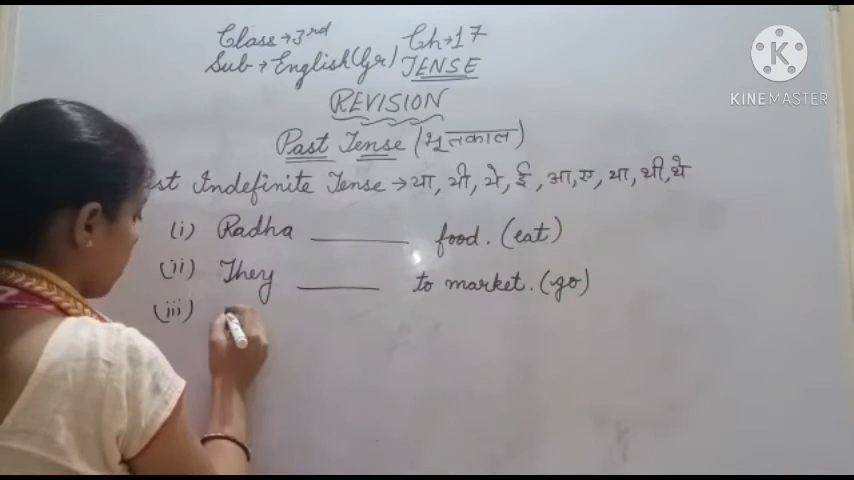 Class → 3rd Ch → 17
Sub → English (Gr) TENSE
REVISION
Past Tense (भूतकाल)
Indefinite Tense → या, यी, ये, ई, आ, ए, था, थी, थे
(i) Radha ______ food. (eat)
(ii) They ______ to market. (go)
(iii)
K
KINEMASTER